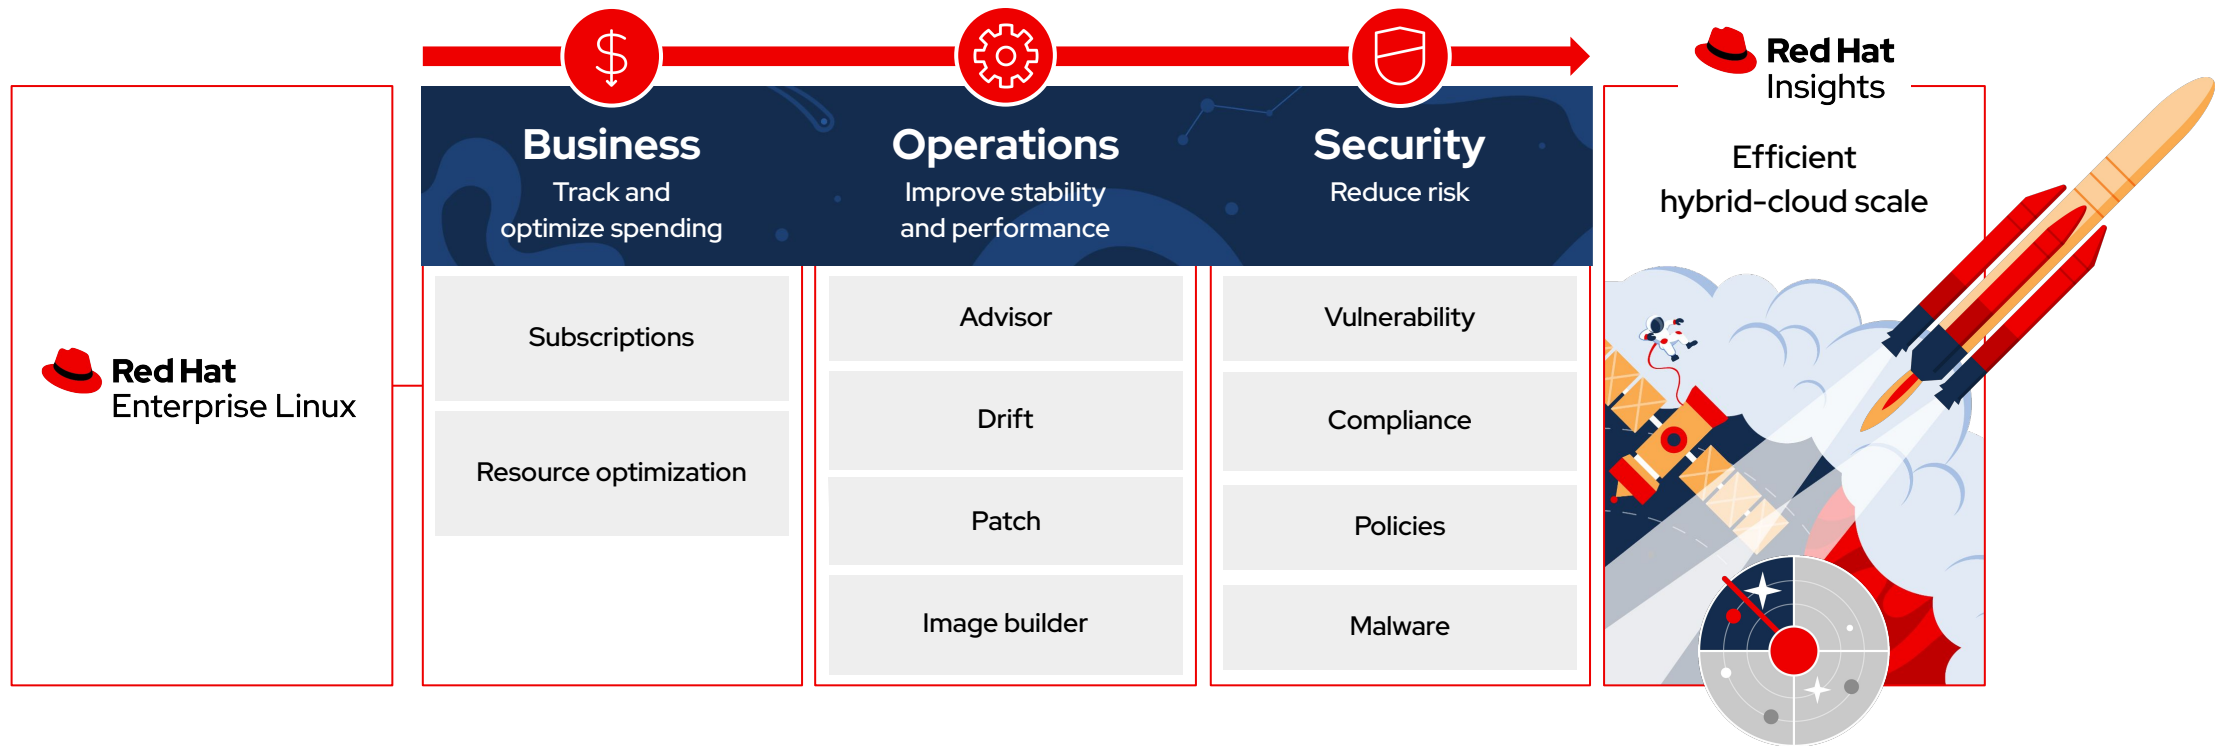 Red Hat
Enterprise Linux
Business
Track and
optimize spending
Subscriptions
Resource optimization
Operations
Improve stability
and performance
Advisor
Drift
Patch
Image builder
Security
Reduce risk
Vulnerability
Compliance
Policies
Malware
Red Hat
Insights
Efficient
hybrid-cloud scale